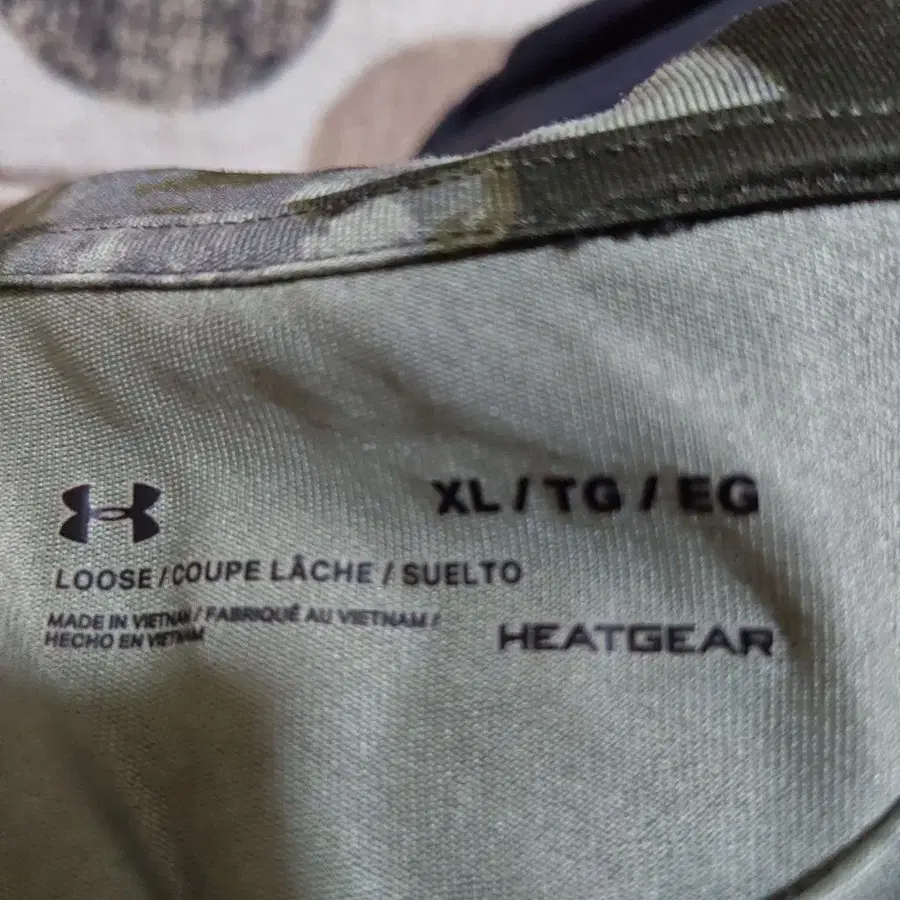 XL / TG / EG
LOOSE / COUPE LÂCHE / SUELTO
MADE IN VIETNAM / FABRIQUÉ AU VIETNAM /
HECHO EN VIETNAM
HEATGEAR